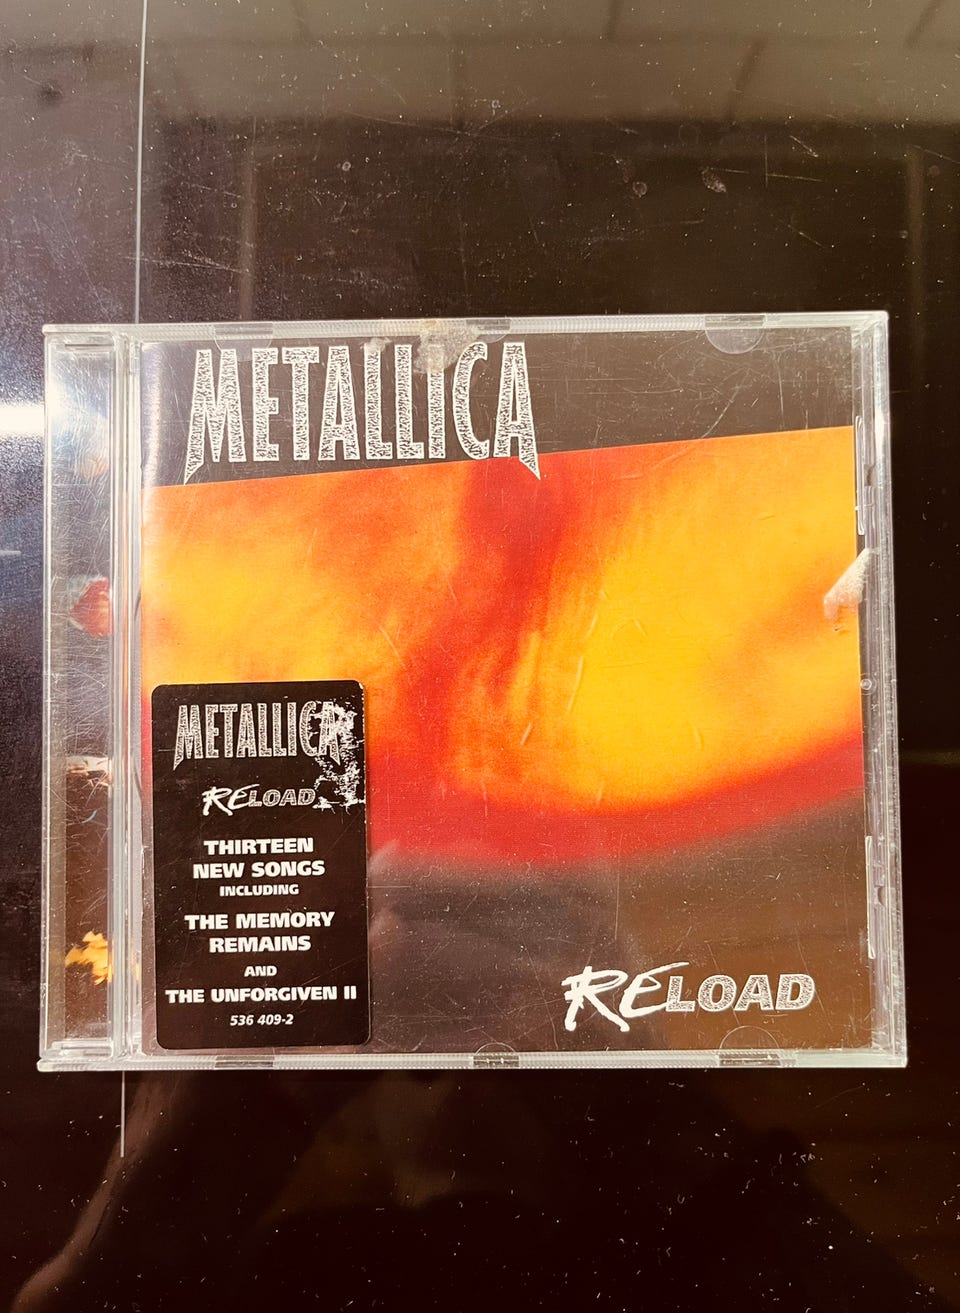 METALLICA
METALLICA
RELOAD
THIRTEEN
NEW SONGS
INCLUDING
THE MEMORY
REMAINS
AND
THE UNFORGIVEN II
536 409-2
RELOAD